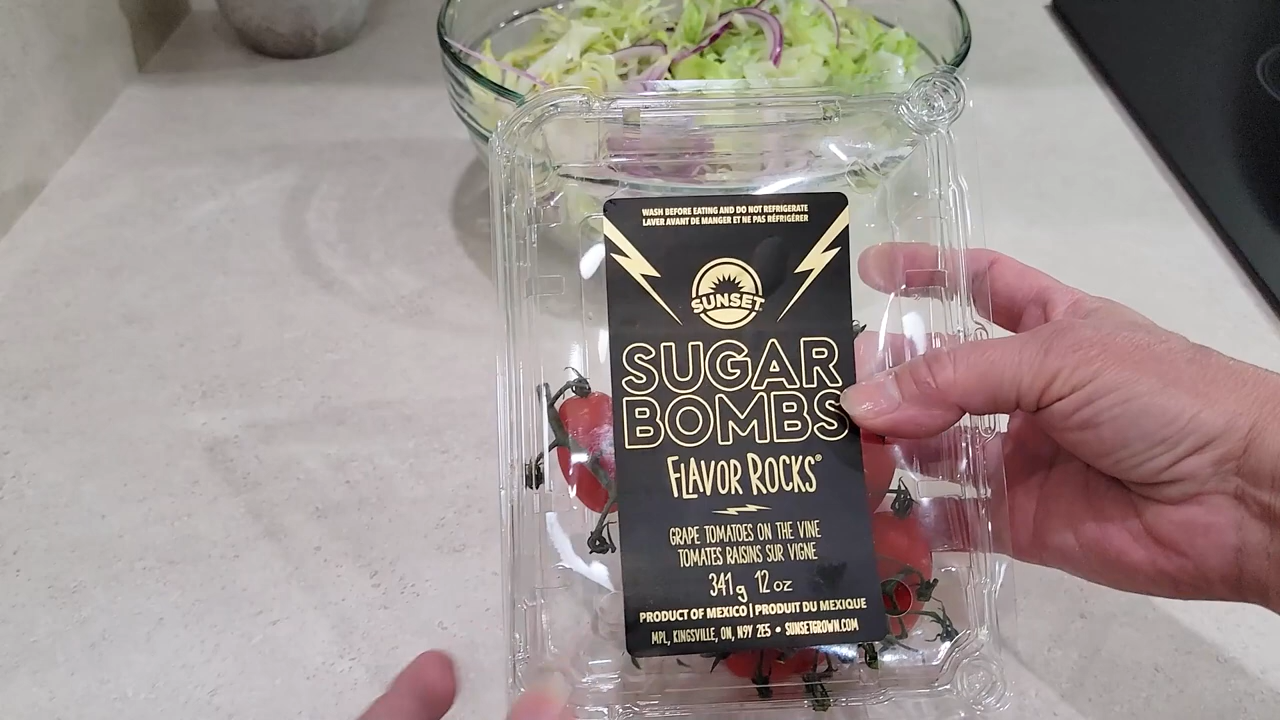 WASH BEFORE EATING AND DO NOT REFRIGERATE
LAVER AVANT DE MANGER ET NE PAS RÉFRIGÉRER
SUNSET
SUGAR
BOMBS
FLAVOR ROCKS®
GRAPE TOMATOES ON THE VINE
TOMATES RAISINS SUR VIGNE
341g 12 oz
PRODUCT OF MEXICO | PRODUIT DU MEXIQUE
MPL, KINGSVILLE, ON, N9Y 2E5 • SUNSETGROWN.COM